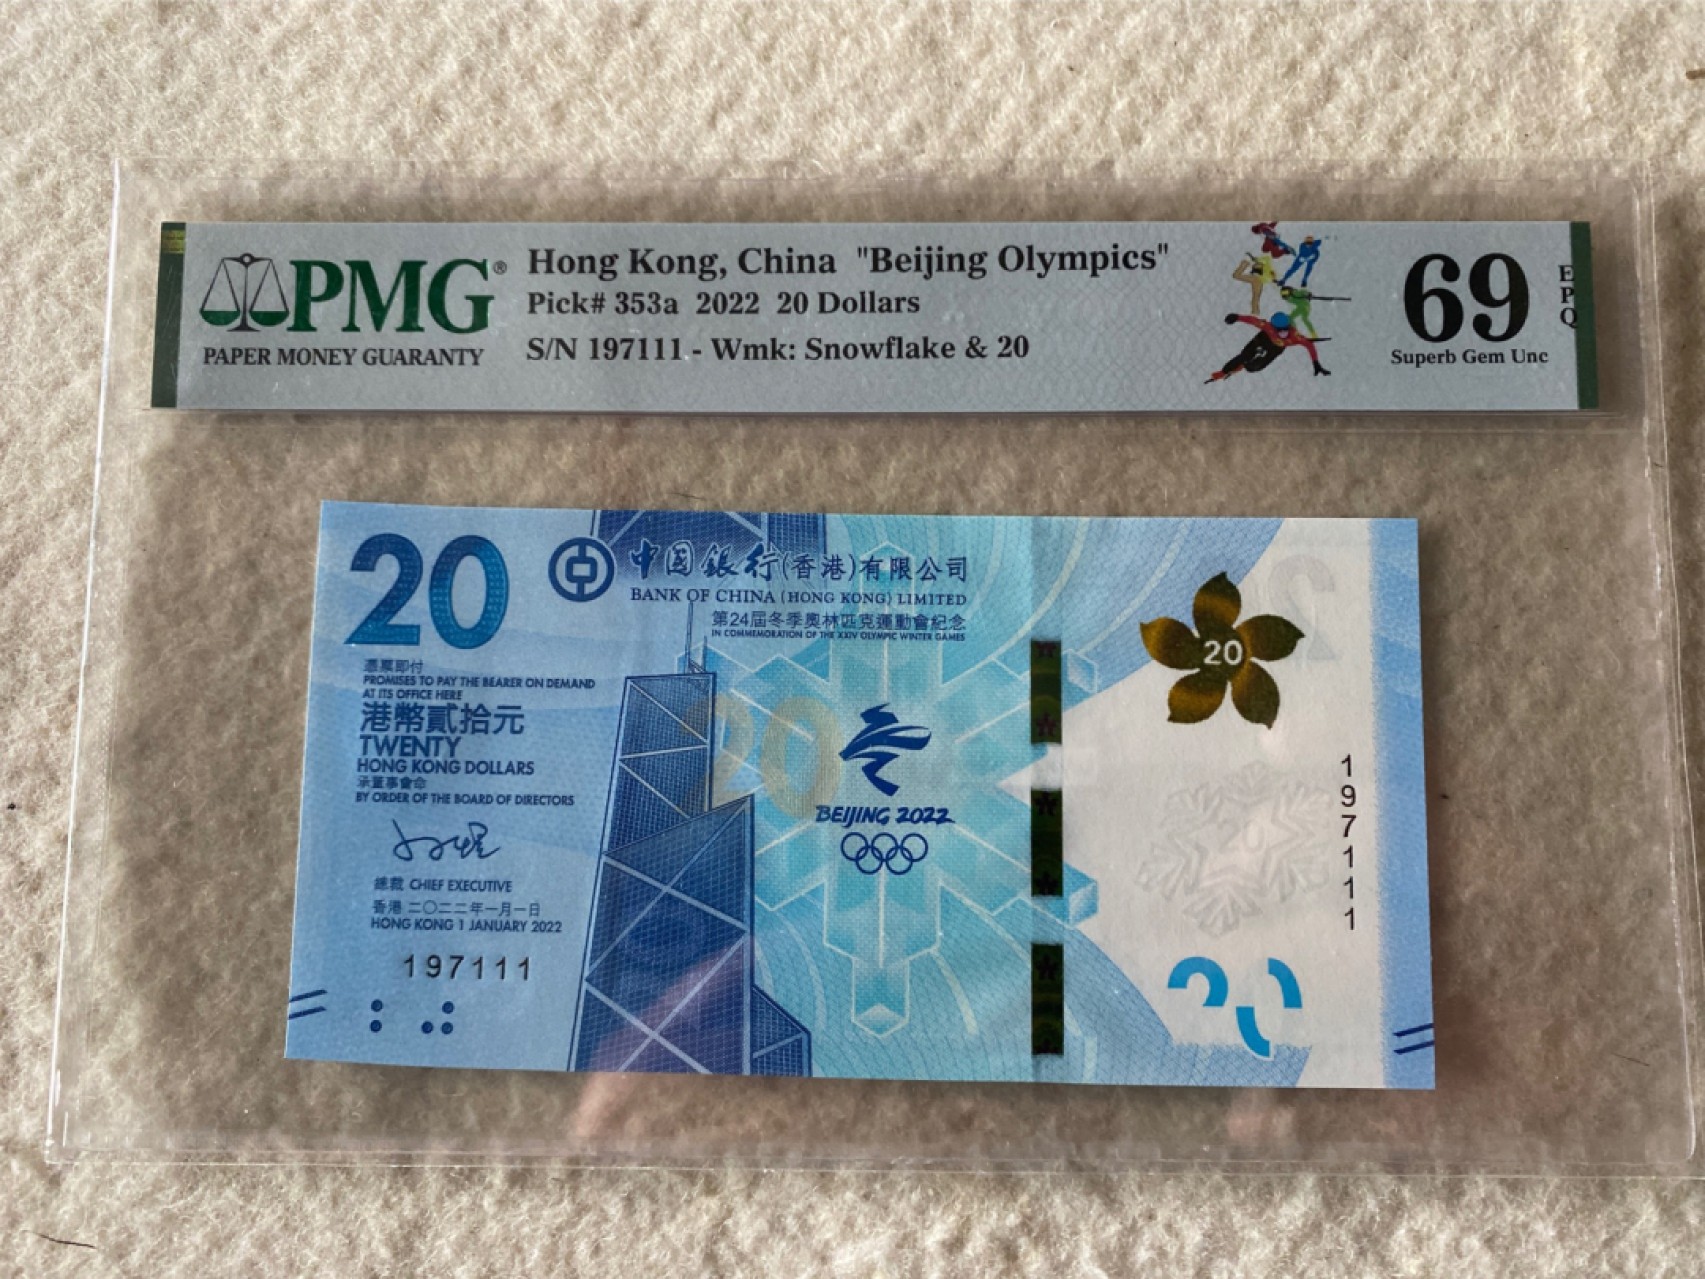 PMG®
PAPER MONEY GUARANTY
Hong Kong, China "Beijing Olympics"
Pick# 353a 2022 20 Dollars
S/N 197111 - Wmk: Snowflake & 20
69
Superb Gem Unc
EPQ
20
中国銀行(香港)有限公司
BANK OF CHINA (HONG KONG) LIMITED
第24屆冬季奧林匹克運動會紀念
IN COMMEMORATION OF THE XXIV OLYMPIC WINTER GAMES
憑票即付
PROMISES TO PAY THE BEARER ON DEMAND
AT ITS OFFICE HERE
港幣貳拾元
TWENTY
HONG KONG DOLLARS
承董事會命
BY ORDER OF THE BOARD OF DIRECTORS
總裁 CHIEF EXECUTIVE
香港 二〇二二年一月一日
HONG KONG 1 JANUARY 2022
197111
20
BEIJING 2022
20
20
197111
20